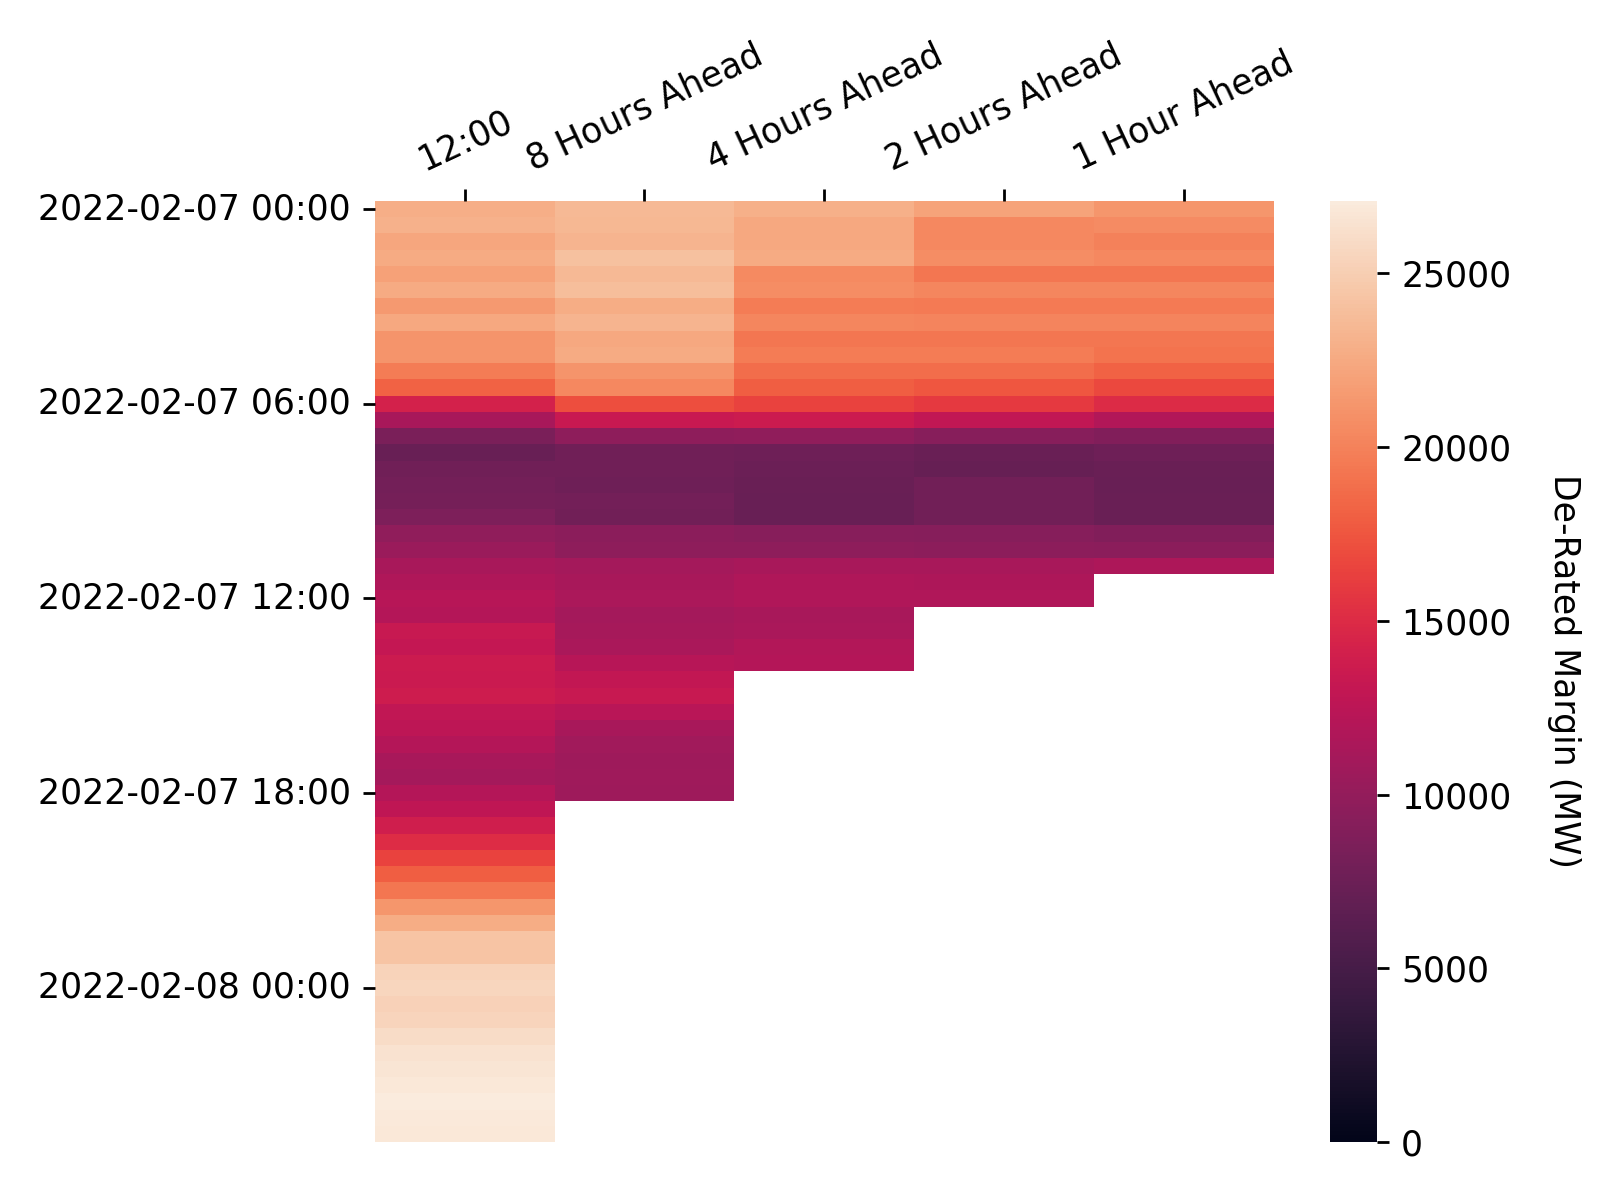 12:00
8 Hours Ahead
4 Hours Ahead
2 Hours Ahead
1 Hour Ahead
2022-02-07 00:00
2022-02-07 06:00
2022-02-07 12:00
2022-02-07 18:00
2022-02-08 00:00
25000
20000
15000
10000
5000
0
De-Rated Margin (MW)